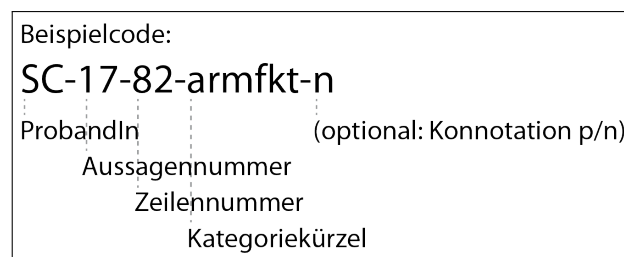 Beispielcode:
SC-17-82-armfkt-n
ProbandIn (optional: Konnotation p/n)
Aussagennummer
Zeilennummer
Kategoriekürzel